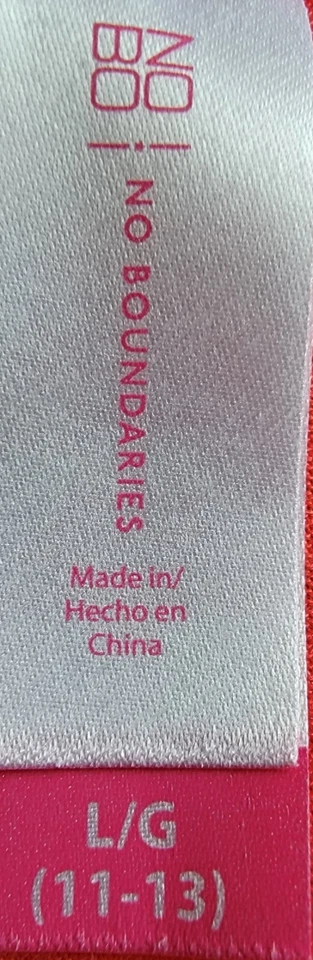 NO
BO
NO BOUNDARIES
Made in/
Hecho en
China
L/G
(11-13)